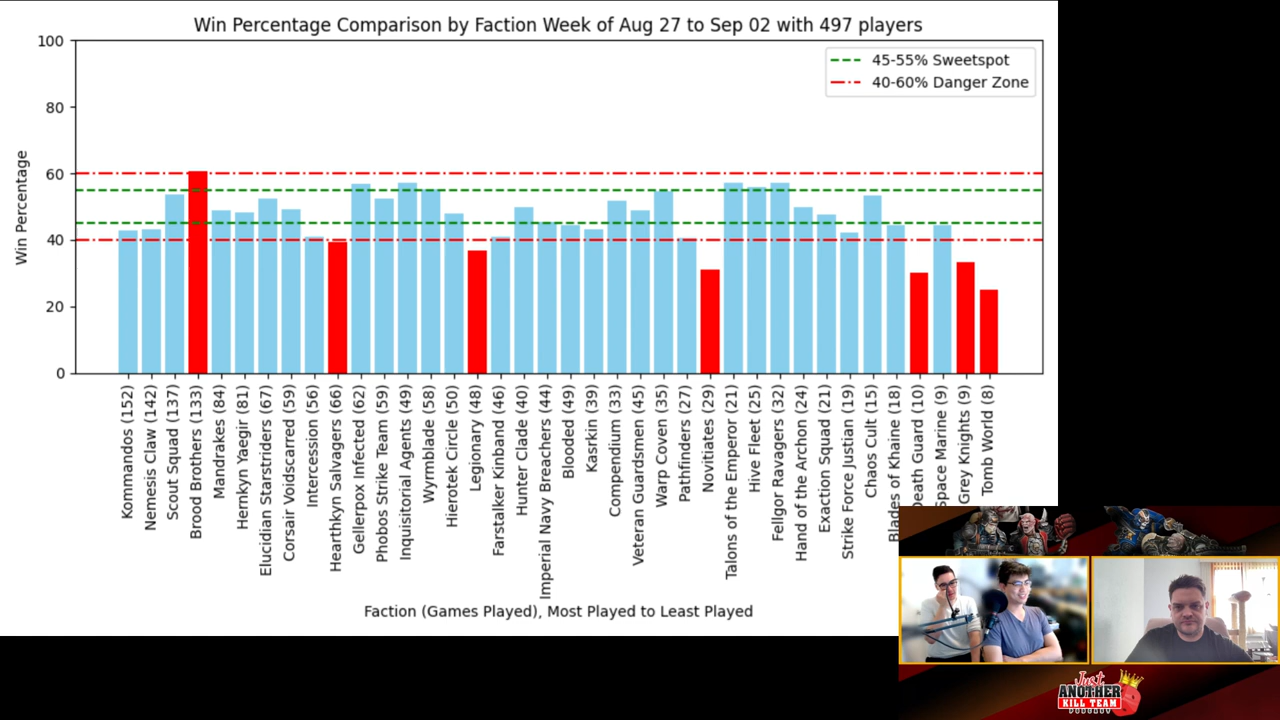 Win Percentage Comparison by Faction Week of Aug 27 to Sep 02 with 497 players
100
80
60
40
20
0
Win Percentage
45-55% Sweetspot
40-60% Danger Zone
Kommandos (152)
Nemesis Claw (142)
Scout Squad (137)
Brood Brothers (133)
Mandrakes (84)
Hernkyn Yaegir (81)
Elucidian Starstriders (67)
Corsair Voidscarred (59)
Intercession (56)
Hearthkyn Salvagers (66)
Gellerpox Infected (62)
Phobos Strike Team (59)
Inquisitorial Agents (49)
Wyrmblade (58)
Hierotek Circle (50)
Legionary (48)
Farstalker Kinband (46)
Hunter Clade (40)
Imperial Navy Breachers (44)
Blooded (49)
Kasrkin (39)
Compendium (33)
Veteran Guardsmen (45)
Warp Coven (35)
Pathfinders (27)
Novitiates (29)
Talons of the Emperor (21)
Hive Fleet (25)
Fellgor Ravagers (32)
Hand of the Archon (24)
Exaction Squad (21)
Strike Force Justian (19)
Chaos Cult (15)
Blades of Khaine (18)
Death Guard (10)
Space Marine (9)
Grey Knights (9)
Tomb World (8)
Faction (Games Played), Most Played to Least Played
Just
ANOTHER
KILL TEAM
PODCAST